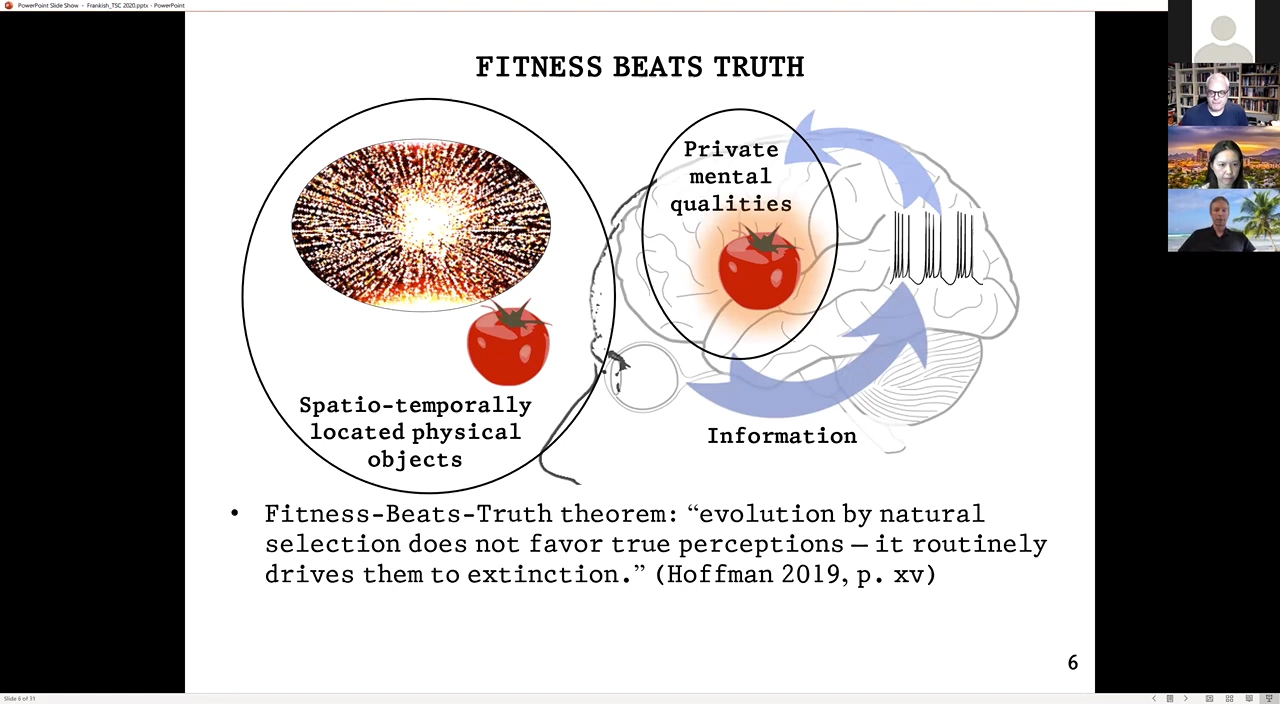 PowerPoint Slide Show - Frankish_TSC 2020.pptx - PowerPoint
FITNESS BEATS TRUTH
Private
mental
qualities
Spatio-temporally
located physical
objects
Information
• Fitness-Beats-Truth theorem: “evolution by natural
selection does not favor true perceptions — it routinely
drives them to extinction.” (Hoffman 2019, p. xv)
6
Slide 6 of 31